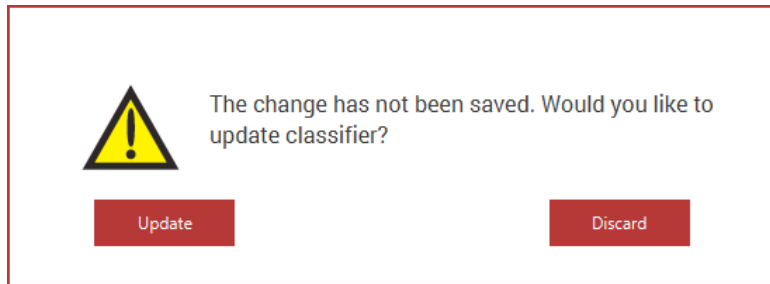 The change has not been saved. Would you like to
update classifier?
Update
Discard